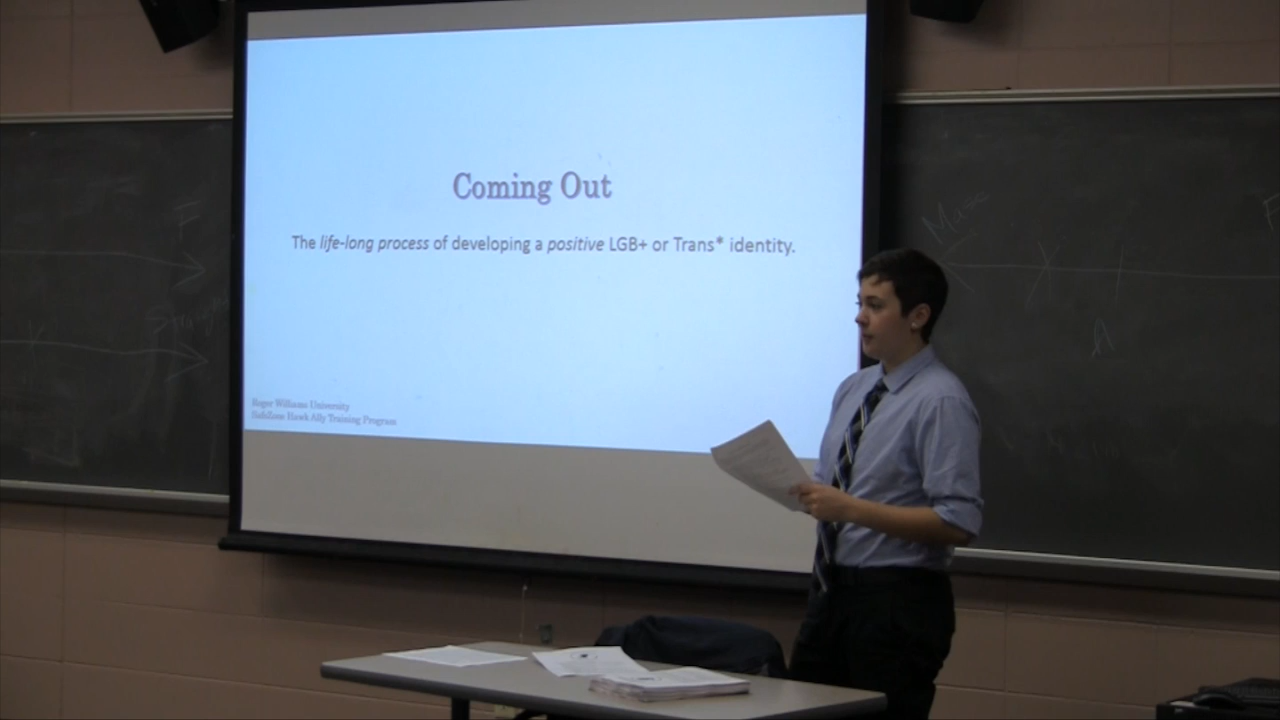 Coming Out
The life-long process of developing a positive LGB+ or Trans* identity.
Roger Williams University
SafeZone Hawk Ally Training Program
Music